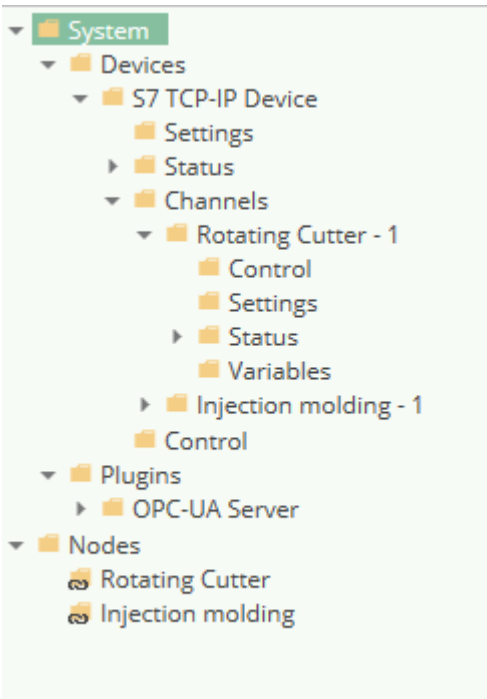 System
Devices
S7 TCP-IP Device
Settings
Status
Channels
Rotating Cutter - 1
Control
Settings
Status
Variables
Injection molding - 1
Control
Plugins
OPC-UA Server
Nodes
Rotating Cutter
Injection molding